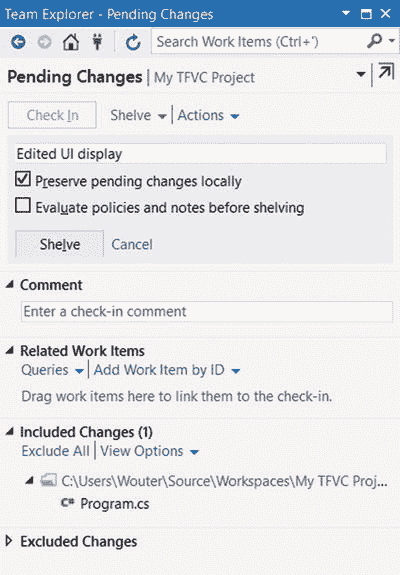 Team Explorer - Pending Changes
Search Work Items (Ctrl+')
Pending Changes | My TFVC Project
Check In Shelve Actions
Edited UI display
Preserve pending changes locally
Evaluate policies and notes before shelving
Shelve Cancel
Comment
Enter a check-in comment
Related Work Items
Queries | Add Work Item by ID
Drag work items here to link them to the check-in.
Included Changes (1)
Exclude All | View Options
C:\Users\Wouter\Source\Workspaces\My TFVC Proj...
C# Program.cs
Excluded Changes